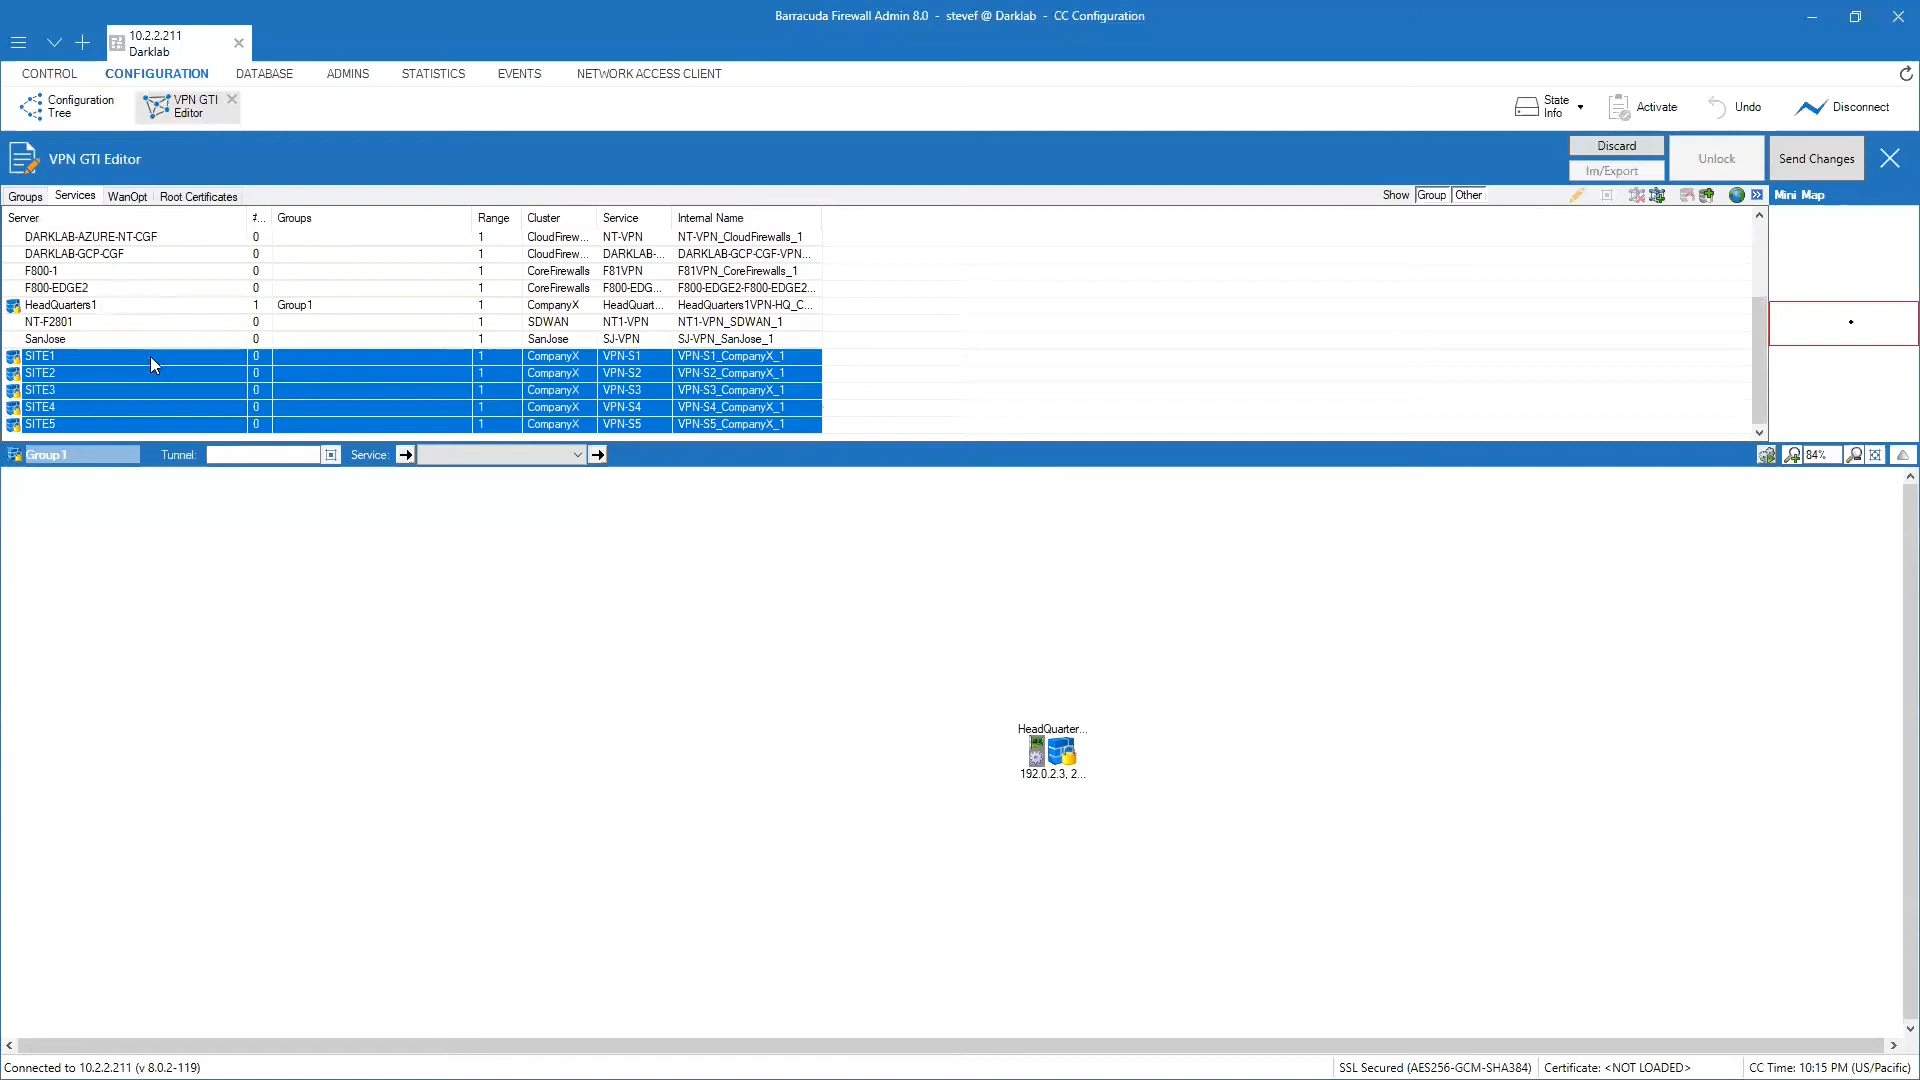 Barracuda Firewall Admin 8.0 - stevef @ Darklab - CC Configuration
10.2.2.211
Darklab
CONTROL CONFIGURATION DATABASE ADMINS STATISTICS EVENTS NETWORK ACCESS CLIENT
Configuration Tree VPN GTI Editor State Info Activate Undo Disconnect
VPN GTI Editor Discard Im/Export Unlock Send Changes
Groups Services WanOpt Root Certificates Show Group Other Mini Map
Server #... Groups Range Cluster Service Internal Name
DARKLAB-AZURE-NT-CGF 0 1 CloudFirew... NT-VPN NT-VPN_CloudFirewalls_1
DARKLAB-GCP-CGF 0 1 CloudFirew... DARKLAB-... DARKLAB-GCP-CGF-VPN...
F800-1 0 1 CoreFirewalls F81VPN F81VPN_CoreFirewalls_1
F800-EDGE2 0 1 CoreFirewalls F800-EDG... F800-EDGE2-F800-EDGE2...
HeadQuarters1 1 Group1 1 CompanyX HeadQuart... HeadQuarters1VPN-HQ_C...
NT-F2801 0 1 SDWAN NT1-VPN NT1-VPN_SDWAN_1
SanJose 0 1 SanJose SJ-VPN SJ-VPN_SanJose_1
SITE1 0 1 CompanyX VPN-S1 VPN-S1_CompanyX_1
SITE2 0 1 CompanyX VPN-S2 VPN-S2_CompanyX_1
SITE3 0 1 CompanyX VPN-S3 VPN-S3_CompanyX_1
SITE4 0 1 CompanyX VPN-S4 VPN-S4_CompanyX_1
SITE5 0 1 CompanyX VPN-S5 VPN-S5_CompanyX_1
Group1 Tunnel: Service: 84%
HeadQuarter...
192.0.2.3, 2...
Connected to 10.2.2.211 (v 8.0.2-119) SSL Secured (AES256-GCM-SHA384) Certificate: <NOT LOADED> CC Time: 10:15 PM (US/Pacific)